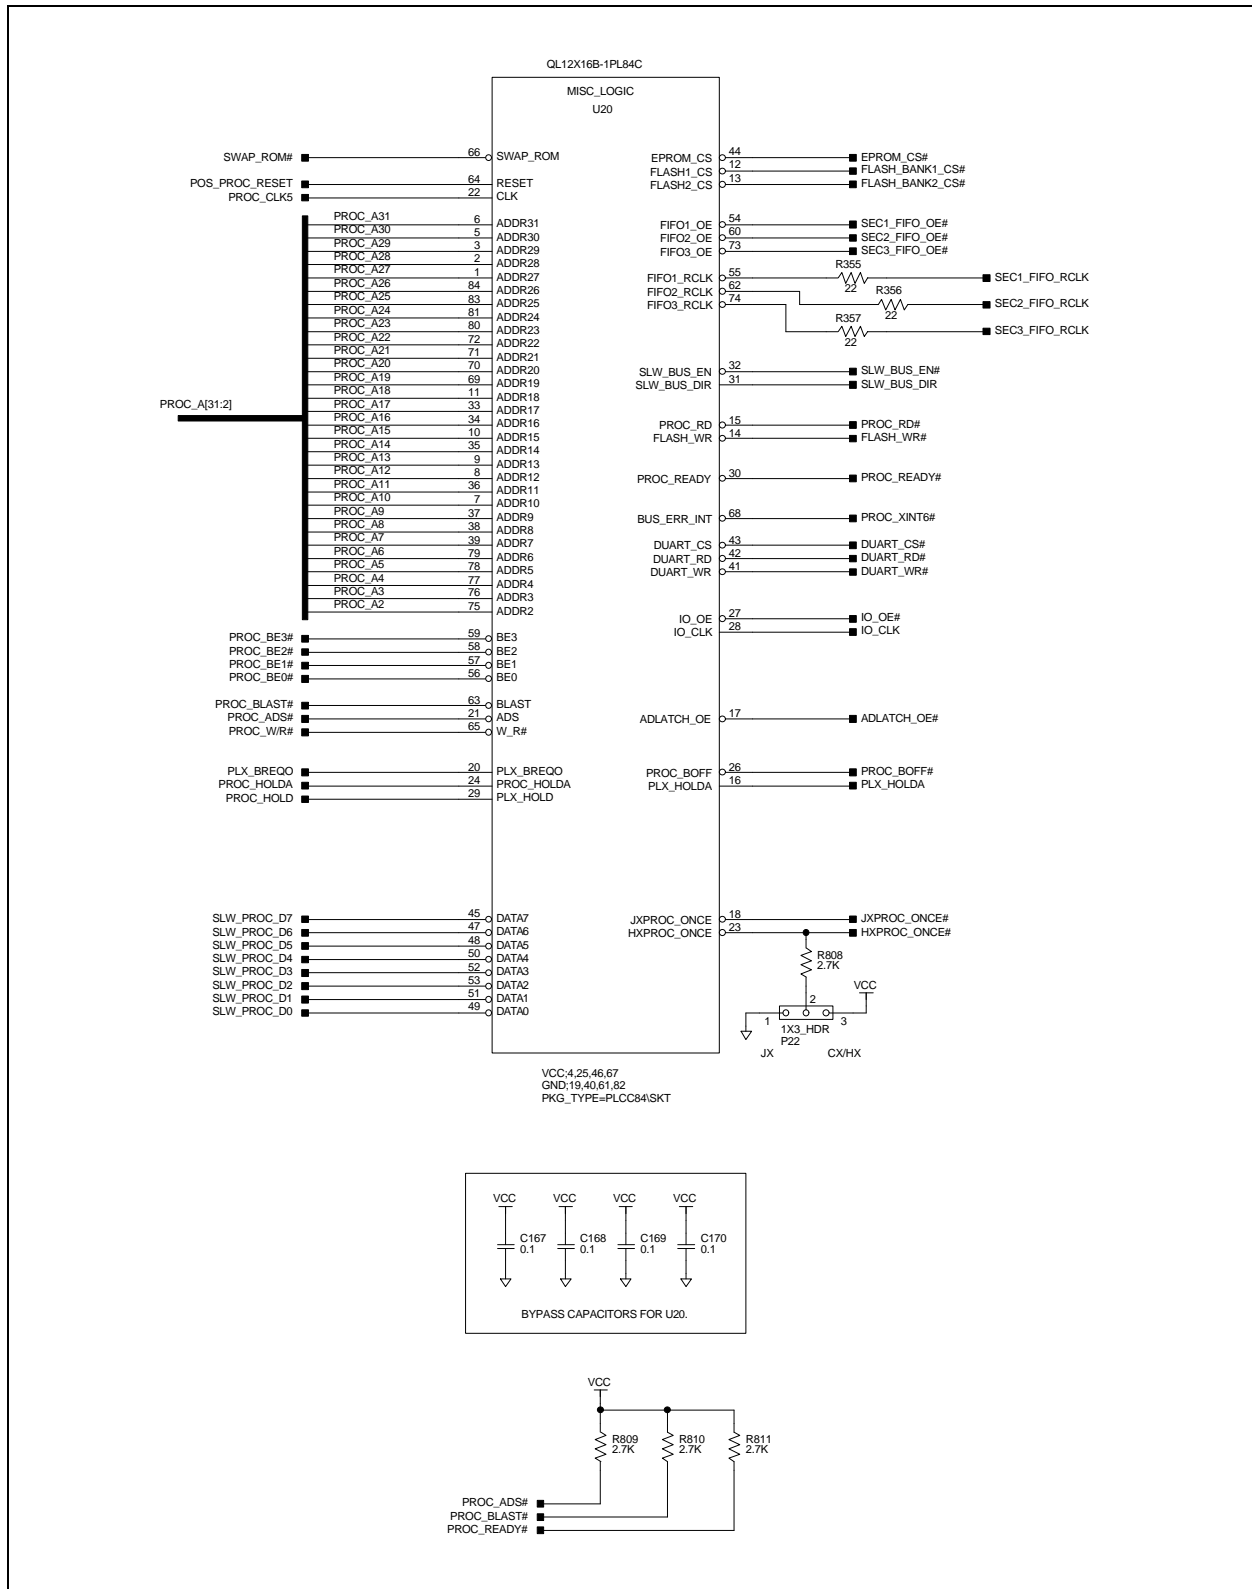 QL12X16B-1PL84C
MISC_LOGIC
U20
SWAP_ROM# 66 SWAP_ROM
POS_PROC_RESET 64 RESET
PROC_CLK5 22 CLK
PROC_A[31:2]
PROC_A31 6 ADDR31
PROC_A30 5 ADDR30
PROC_A29 3 ADDR29
PROC_A28 2 ADDR28
PROC_A27 1 ADDR27
PROC_A26 84 ADDR26
PROC_A25 83 ADDR25
PROC_A24 81 ADDR24
PROC_A23 80 ADDR23
PROC_A22 72 ADDR22
PROC_A21 71 ADDR21
PROC_A20 70 ADDR20
PROC_A19 69 ADDR19
PROC_A18 11 ADDR18
PROC_A17 33 ADDR17
PROC_A16 34 ADDR16
PROC_A15 10 ADDR15
PROC_A14 35 ADDR14
PROC_A13 9 ADDR13
PROC_A12 8 ADDR12
PROC_A11 36 ADDR11
PROC_A10 7 ADDR10
PROC_A9 37 ADDR9
PROC_A8 38 ADDR8
PROC_A7 39 ADDR7
PROC_A6 79 ADDR6
PROC_A5 78 ADDR5
PROC_A4 77 ADDR4
PROC_A3 76 ADDR3
PROC_A2 75 ADDR2
PROC_BE3# 59 BE3
PROC_BE2# 58 BE2
PROC_BE1# 57 BE1
PROC_BE0# 56 BE0
PROC_BLAST# 63 BLAST
PROC_ADS# 21 ADS
PROC_W/R# 65 W_R#
PLX_BREQO 20 PLX_BREQO
PROC_HOLDA 24 PROC_HOLDA
PROC_HOLD 29 PLX_HOLD
SLW_PROC_D7 45 DATA7
SLW_PROC_D6 47 DATA6
SLW_PROC_D5 48 DATA5
SLW_PROC_D4 50 DATA4
SLW_PROC_D3 52 DATA3
SLW_PROC_D2 53 DATA2
SLW_PROC_D1 51 DATA1
SLW_PROC_D0 49 DATA0
EPROM_CS 44 EPROM_CS#
FLASH1_CS 12 FLASH_BANK1_CS#
FLASH2_CS 13 FLASH_BANK2_CS#
FIFO1_OE 54 SEC1_FIFO_OE#
FIFO2_OE 60 SEC2_FIFO_OE#
FIFO3_OE 73 SEC3_FIFO_OE#
FIFO1_RCLK 55 R355 22 SEC1_FIFO_RCLK
FIFO2_RCLK 62 R356 22 SEC2_FIFO_RCLK
FIFO3_RCLK 74 R357 22 SEC3_FIFO_RCLK
SLW_BUS_EN 32 SLW_BUS_EN#
SLW_BUS_DIR 31 SLW_BUS_DIR
PROC_RD 15 PROC_RD#
FLASH_WR 14 FLASH_WR#
PROC_READY 30 PROC_READY#
BUS_ERR_INT 68 PROC_XINT6#
DUART_CS 43 DUART_CS#
DUART_RD 42 DUART_RD#
DUART_WR 41 DUART_WR#
IO_OE 27 IO_OE#
IO_CLK 28 IO_CLK
ADLATCH_OE 17 ADLATCH_OE#
PROC_BOFF 26 PROC_BOFF#
PLX_HOLDA 16 PLX_HOLDA
JXPROC_ONCE 18 JXPROC_ONCE#
HXPROC_ONCE 23 HXPROC_ONCE#
R808
2.7K
VCC
2
1 3
1X3_HDR
P22
JX CX/HX
VCC;4,25,46,67
GND;19,40,61,82
PKG_TYPE=PLCC84\SKT
VCC VCC VCC VCC
C167 C168 C169 C170
0.1 0.1 0.1 0.1
BYPASS CAPACITORS FOR U20.
VCC
R809 R810 R811
2.7K 2.7K 2.7K
PROC_ADS#
PROC_BLAST#
PROC_READY#